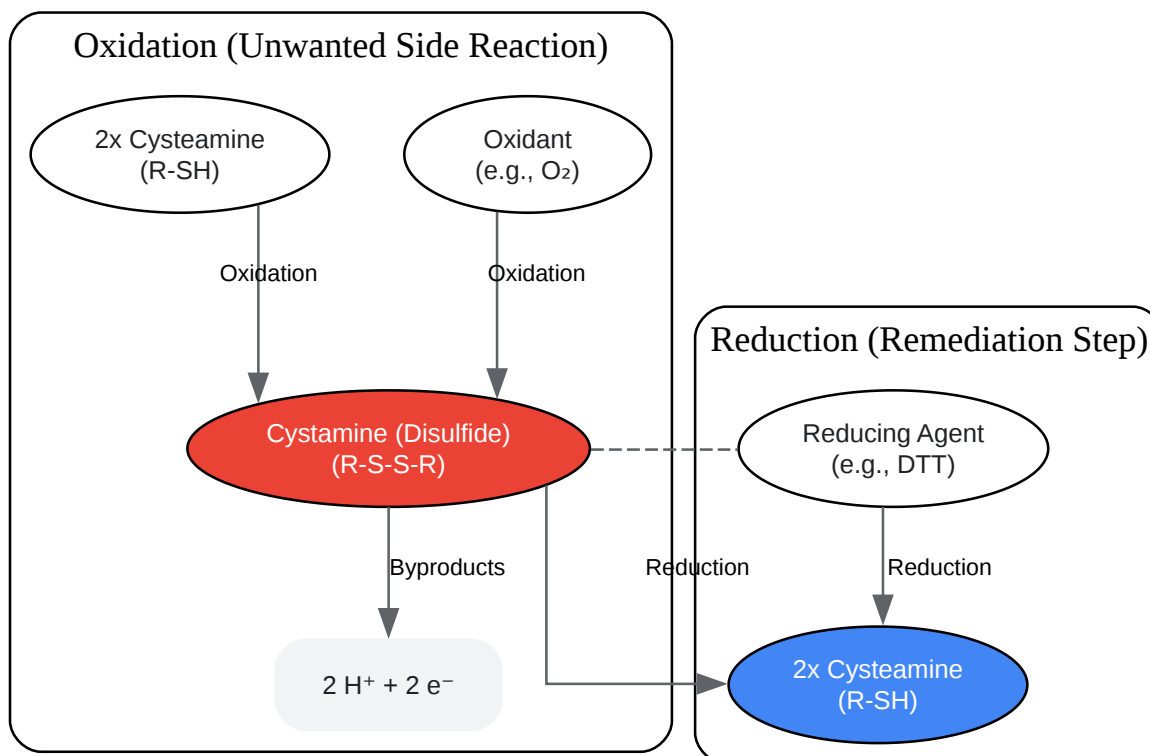 Oxidation (Unwanted Side Reaction)
2x Cysteamine
(R-SH)
Oxidant
(e.g., O₂)
Oxidation
Oxidation
Cystamine (Disulfide)
(R-S-S-R)
Byproducts
2 H⁺ + 2 e⁻
Reduction (Remediation Step)
Reducing Agent
(e.g., DTT)
Reduction
Reduction
2x Cysteamine
(R-SH)